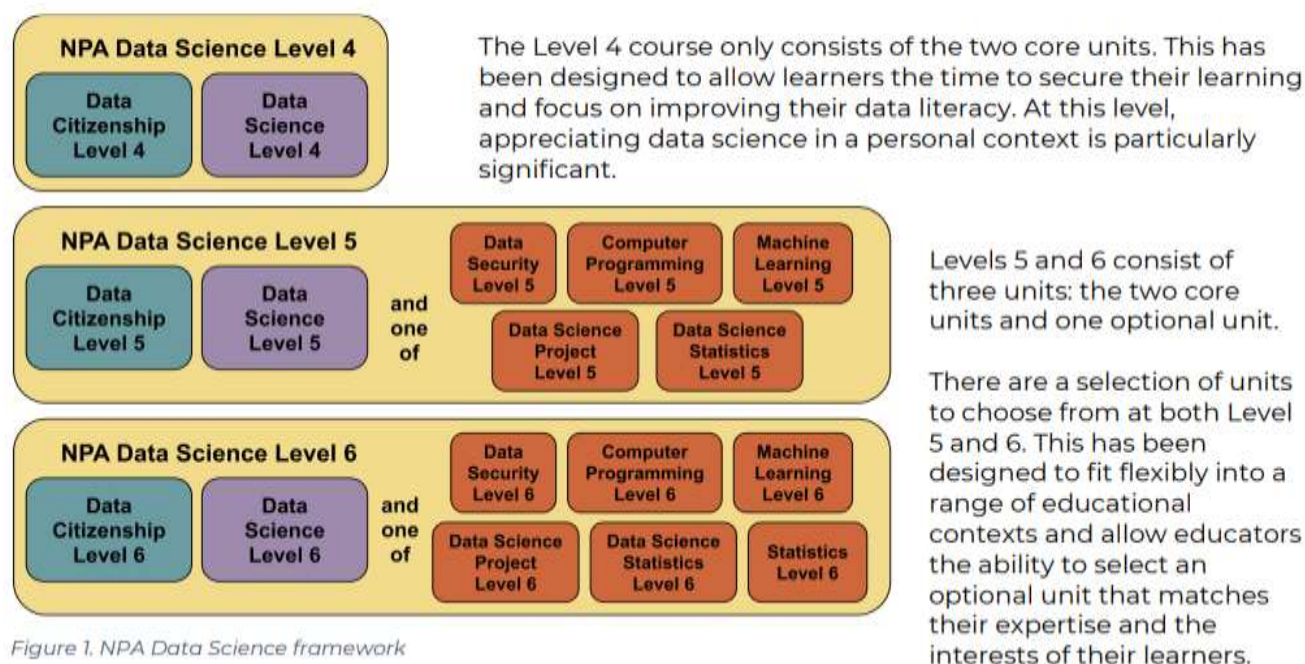 NPA Data Science Level 4
Data
Citizenship
Level 4
Data
Science
Level 4
The Level 4 course only consists of the two core units. This has
been designed to allow learners the time to secure their learning
and focus on improving their data literacy. At this level,
appreciating data science in a personal context is particularly
significant.
NPA Data Science Level 5
Data
Citizenship
Level 5
Data
Science
Level 5
and
one
of
Data
Security
Level 5
Computer
Programming
Level 5
Machine
Learning
Level 5
Data Science
Project
Level 5
Data Science
Statistics
Level 5
Levels 5 and 6 consist of
three units: the two core
units and one optional unit.
There are a selection of units
to choose from at both Level
5 and 6. This has been
designed to fit flexibly into a
range of educational
contexts and allow educators
the ability to select an
optional unit that matches
their expertise and the
interests of their learners.
NPA Data Science Level 6
Data
Citizenship
Level 6
Data
Science
Level 6
and
one
of
Data
Security
Level 6
Computer
Programming
Level 6
Machine
Learning
Level 6
Data Science
Project
Level 6
Data Science
Statistics
Level 6
Statistics
Level 6
Figure 1. NPA Data Science framework